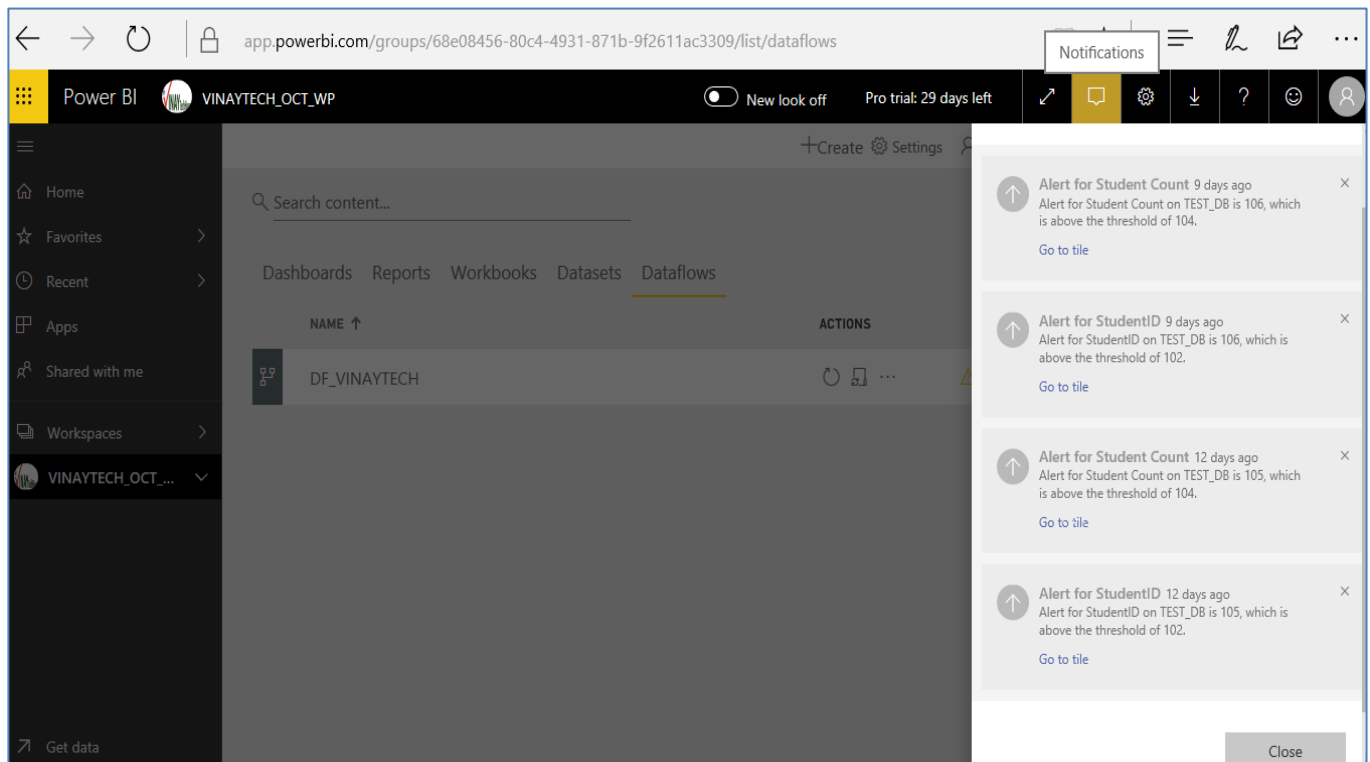 app.powerbi.com/groups/68e08456-80c4-4931-871b-9f2611ac3309/list/dataflows
Notifications
Power BI
VINAYTECH_OCT_WP
New look off
Pro trial: 29 days left
Create
Settings
Home
Favorites
Recent
Apps
Shared with me
Workspaces
VINAYTECH_OCT_...
Get data
Search content...
Dashboards Reports Workbooks Datasets Dataflows
NAME
ACTIONS
DF_VINAYTECH
Alert for Student Count 9 days ago
Alert for Student Count on TEST_DB is 106, which
is above the threshold of 104.
Go to tile
Alert for StudentID 9 days ago
Alert for StudentID on TEST_DB is 106, which is
above the threshold of 102.
Go to tile
Alert for Student Count 12 days ago
Alert for Student Count on TEST_DB is 105, which
is above the threshold of 104.
Go to tile
Alert for StudentID 12 days ago
Alert for StudentID on TEST_DB is 105, which is
above the threshold of 102.
Go to tile
Close